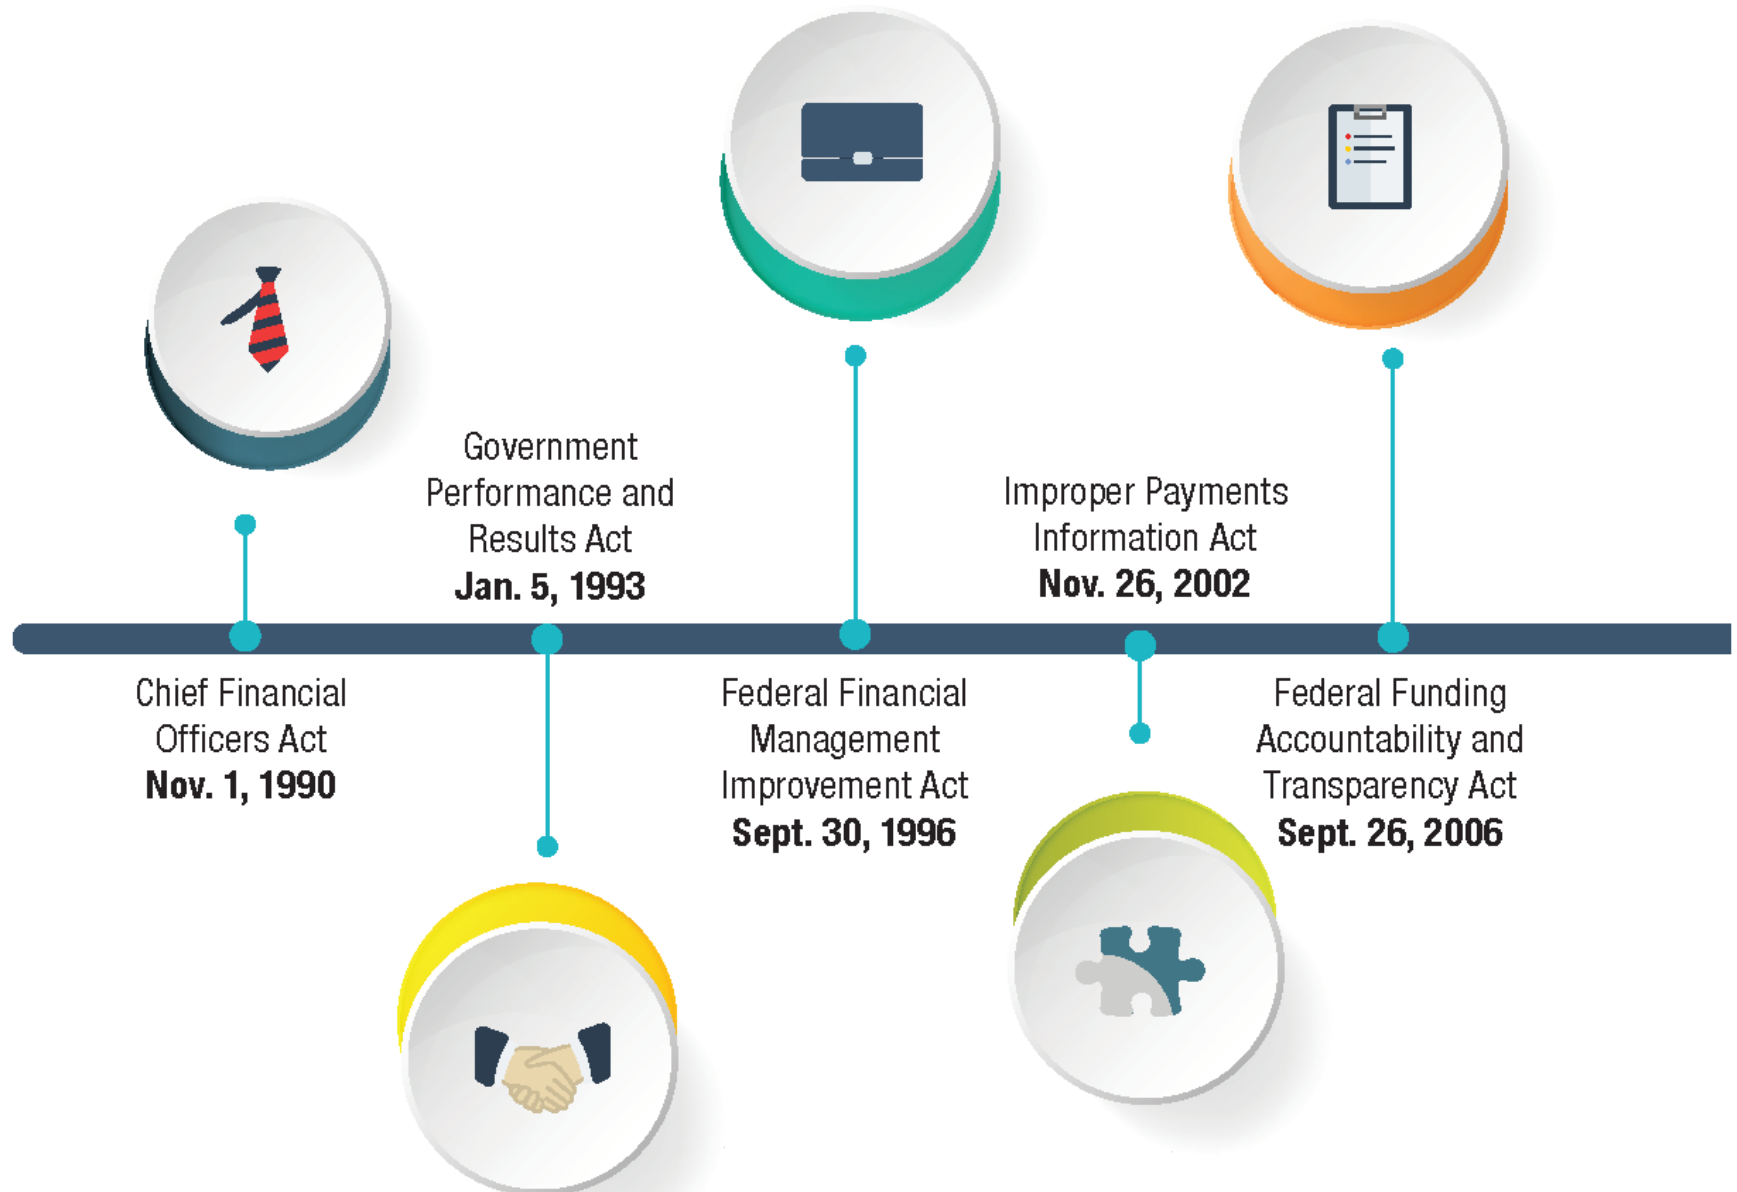 Chief Financial
Officers Act
Nov. 1, 1990
Government
Performance and
Results Act
Jan. 5, 1993
Federal Financial
Management
Improvement Act
Sept. 30, 1996
Improper Payments
Information Act
Nov. 26, 2002
Federal Funding
Accountability and
Transparency Act
Sept. 26, 2006